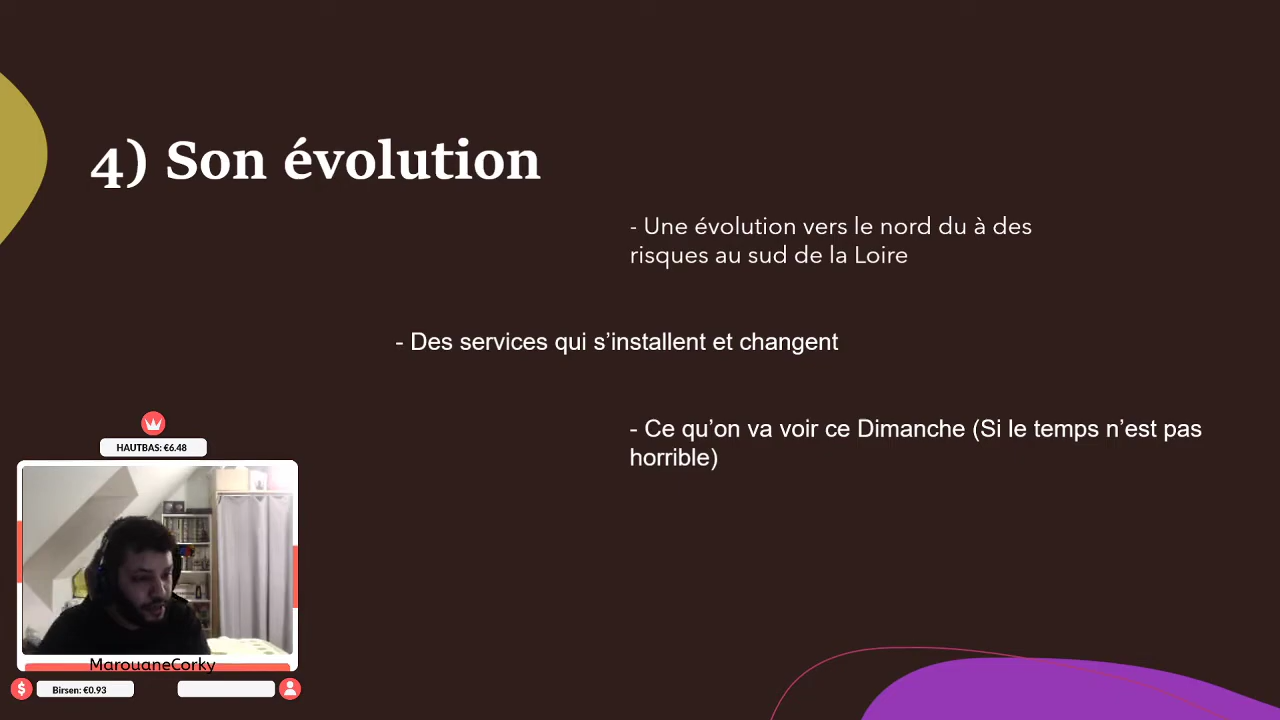 4) Son évolution
- Une évolution vers le nord du à des
risques au sud de la Loire
- Des services qui s’installent et changent
- Ce qu’on va voir ce Dimanche (Si le temps n’est pas
horrible)
HAUTBAS: €6.48
MarouaneCorky
$
Birsen: €0.93